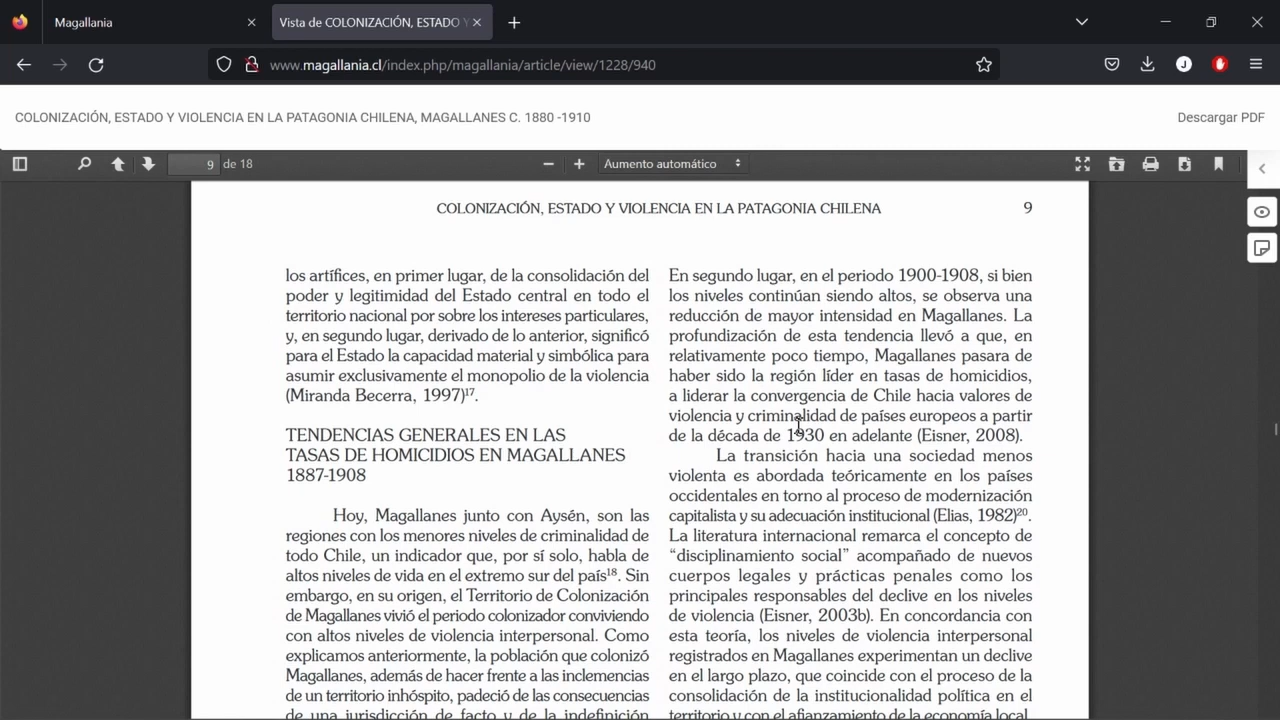 Magallania
Vista de COLONIZACIÓN, ESTADO Y
www.magallania.cl/index.php/magallania/article/view/1228/940
J
COLONIZACIÓN, ESTADO Y VIOLENCIA EN LA PATAGONIA CHILENA, MAGALLANES C. 1880 -1910
Descargar PDF
9 de 18
Aumento automático
COLONIZACIÓN, ESTADO Y VIOLENCIA EN LA PATAGONIA CHILENA
9
los artífices, en primer lugar, de la consolidación del
poder y legitimidad del Estado central en todo el
territorio nacional por sobre los intereses particulares,
y, en segundo lugar, derivado de lo anterior, significó
para el Estado la capacidad material y simbólica para
asumir exclusivamente el monopolio de la violencia
(Miranda Becerra, 1997)¹⁷.
TENDENCIAS GENERALES EN LAS
TASAS DE HOMICIDIOS EN MAGALLANES
1887-1908
Hoy, Magallanes junto con Aysén, son las
regiones con los menores niveles de criminalidad de
todo Chile, un indicador que, por sí solo, habla de
altos niveles de vida en el extremo sur del país¹⁸. Sin
embargo, en su origen, el Territorio de Colonización
de Magallanes vivió el periodo colonizador conviviendo
con altos niveles de violencia interpersonal. Como
explicamos anteriormente, la población que colonizó
Magallanes, además de hacer frente a las inclemencias
de un territorio inhóspito, padeció de las consecuencias
de una jurisdicción de facto y de la indefinición
En segundo lugar, en el periodo 1900-1908, si bien
los niveles continúan siendo altos, se observa una
reducción de mayor intensidad en Magallanes. La
profundización de esta tendencia llevó a que, en
relativamente poco tiempo, Magallanes pasara de
haber sido la región líder en tasas de homicidios,
a liderar la convergencia de Chile hacia valores de
violencia y criminalidad de países europeos a partir
de la década de 1930 en adelante (Eisner, 2008).
La transición hacia una sociedad menos
violenta es abordada teóricamente en los países
occidentales en torno al proceso de modernización
capitalista y su adecuación institucional (Elias, 1982)²⁰.
La literatura internacional remarca el concepto de
“disciplinamiento social” acompañado de nuevos
cuerpos legales y prácticas penales como los
principales responsables del declive en los niveles
de violencia (Eisner, 2003b). En concordancia con
esta teoría, los niveles de violencia interpersonal
registrados en Magallanes experimentan un declive
en el largo plazo, que coincide con el proceso de la
consolidación de la institucionalidad política en el
territorio y con el afianzamiento de la economía local.